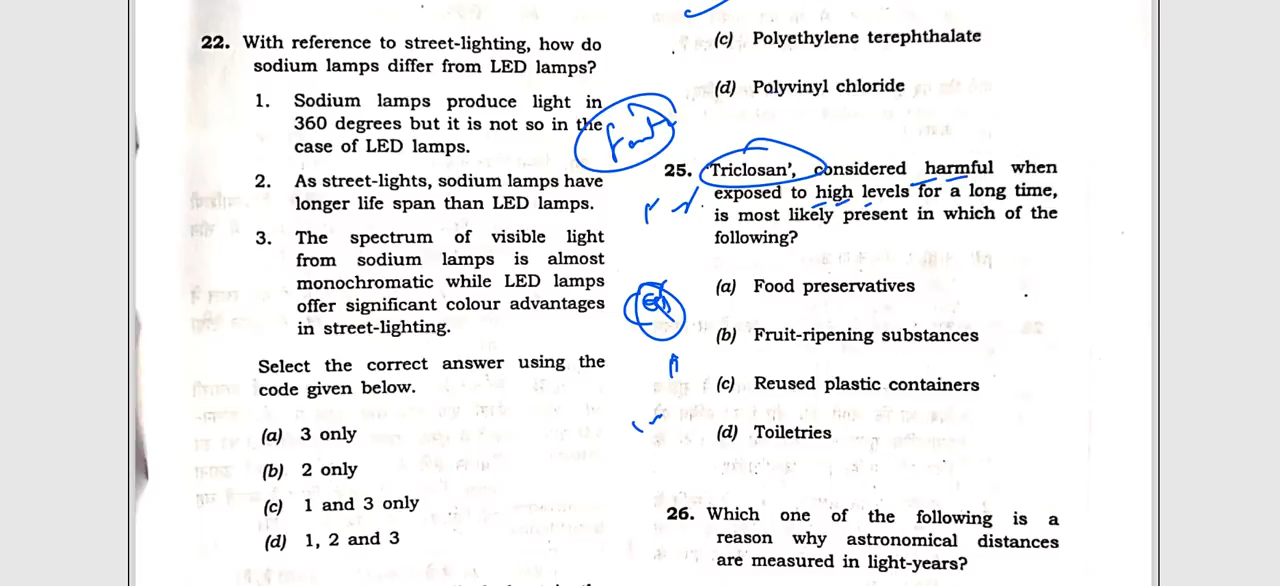 22. With reference to street-lighting, how do
sodium lamps differ from LED lamps?
1. Sodium lamps produce light in
360 degrees but it is not so in the
case of LED lamps.
2. As street-lights, sodium lamps have
longer life span than LED lamps.
3. The spectrum of visible light
from sodium lamps is almost
monochromatic while LED lamps
offer significant colour advantages
in street-lighting.
Select the correct answer using the
code given below.
(a) 3 only
(b) 2 only
(c) 1 and 3 only
(d) 1, 2 and 3
(c) Polyethylene terephthalate
(d) Polyvinyl chloride
25. 'Triclosan', considered harmful when
exposed to high levels for a long time,
is most likely present in which of the
following?
(a) Food preservatives
(b) Fruit-ripening substances
(c) Reused plastic containers
(d) Toiletries
26. Which one of the following is a
reason why astronomical distances
are measured in light-years?